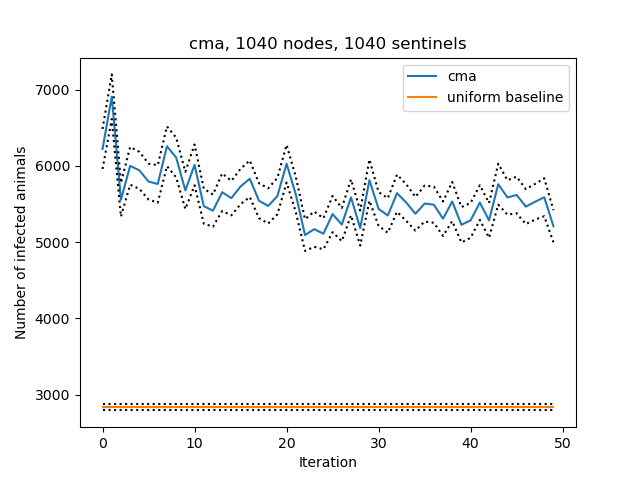 cma, 1040 nodes, 1040 sentinels
cma
uniform baseline
Number of infected animals
7000
6000
5000
4000
3000
0 10 20 30 40 50
Iteration